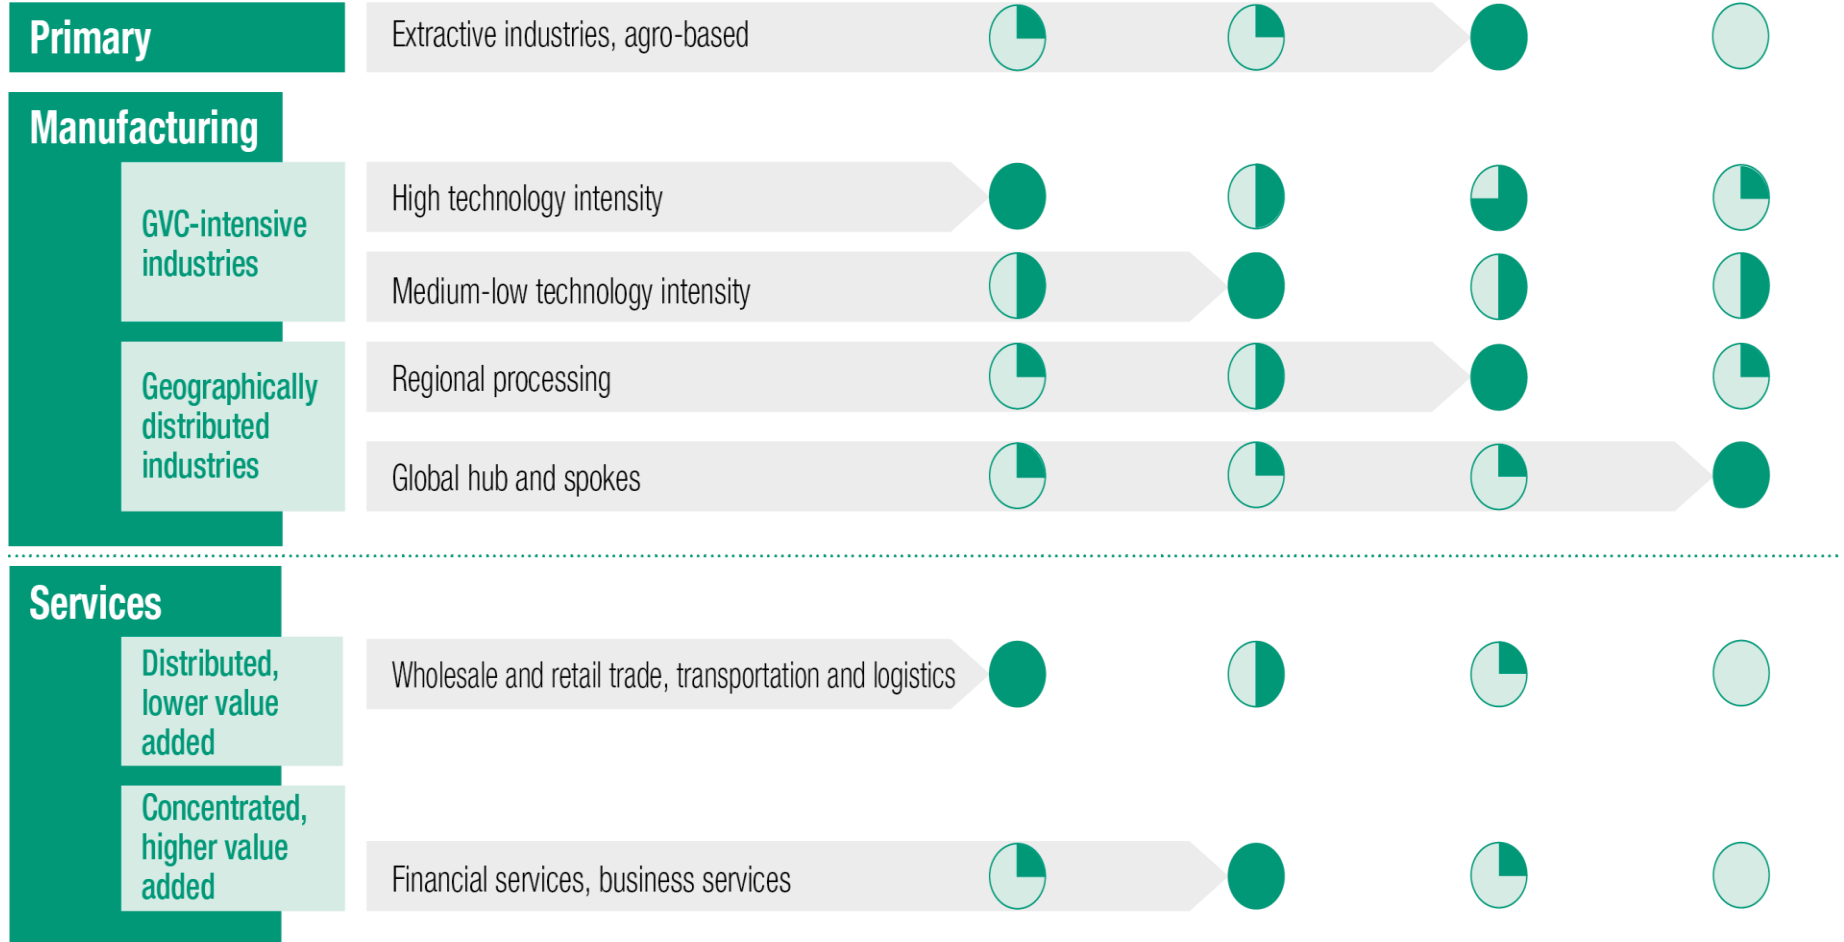 Primary
Extractive industries, agro-based
Manufacturing
GVC-intensive
industries
High technology intensity
Medium-low technology intensity
Geographically
distributed
industries
Regional processing
Global hub and spokes
Services
Distributed,
lower value
added
Wholesale and retail trade, transportation and logistics
Concentrated,
higher value
added
Financial services, business services